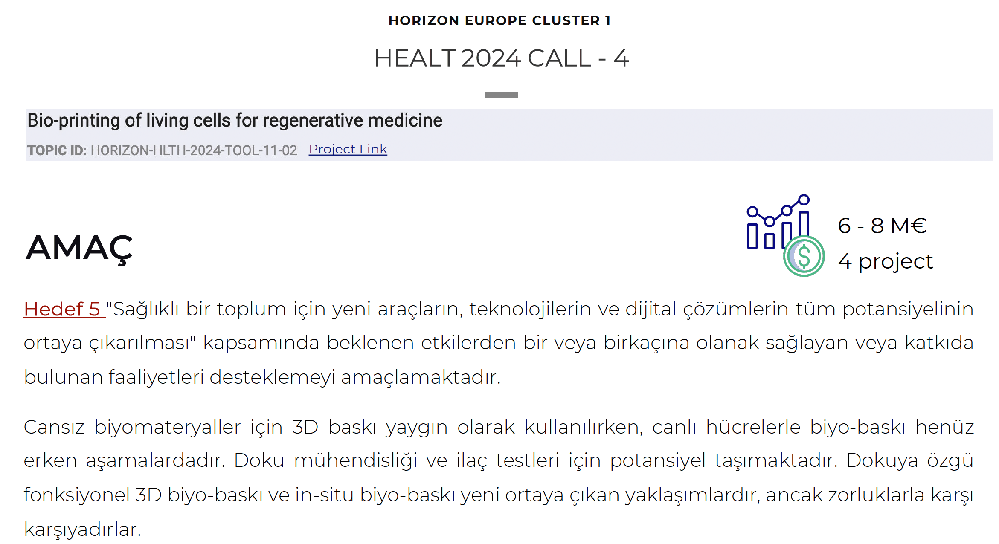 HORIZON EUROPE CLUSTER 1
HEALT 2024 CALL - 4
Bio-printing of living cells for regenerative medicine
TOPIC ID: HORIZON-HLTH-2024-TOOL-11-02 Project Link
6 - 8 M€
4 project
AMAÇ
Hedef 5 "Sağlıklı bir toplum için yeni araçların, teknolojilerin ve dijital çözümlerin tüm potansiyelinin
ortaya çıkarılması" kapsamında beklenen etkilerden bir veya birkaçına olanak sağlayan veya katkıda
bulunan faaliyetleri desteklemeyi amaçlamaktadır.
Cansız biyomateryaller için 3D baskı yaygın olarak kullanılırken, canlı hücrelerle biyo-baskı henüz
erken aşamalardadır. Doku mühendisliği ve ilaç testleri için potansiyel taşımaktadır. Dokuya özgü
fonksiyonel 3D biyo-baskı ve in-situ biyo-baskı yeni ortaya çıkan yaklaşımlardır, ancak zorluklarla karşı
karşıyadırlar.